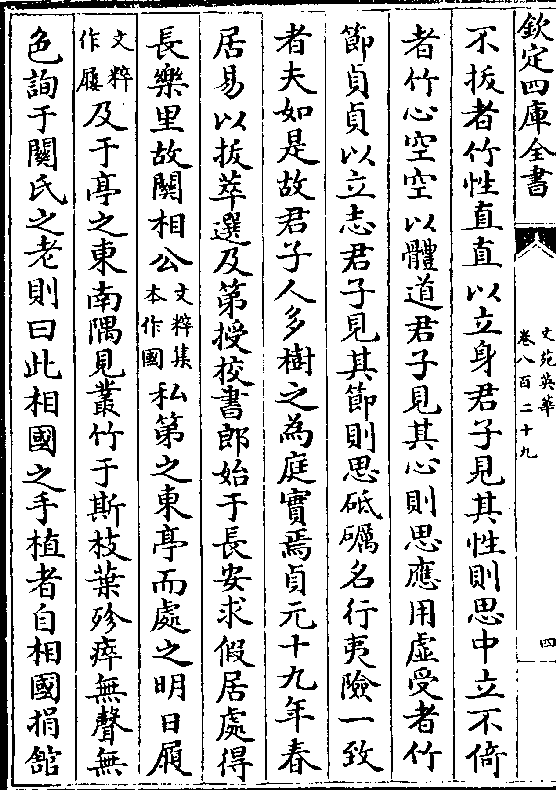 欽定四庫全書
文苑英華
卷八百二十九
四
不拔者竹性直直以立身君子見其性則思中立不倚
者竹心空空以體道君子見其心則思應用虛受者竹
節貞貞以立志君子見其節則思砥礪名行夷險一致
者夫如是故君子人多樹之為庭實焉貞元十九年春
居易以拔萃選及第授校書郎始于長安求假居處得
長樂里故關相公文粹集本作國私第之東亭而處之明日履
文粹作屨及于亭之東南隅見叢竹于斯枝葉殄瘁無聲無
色詢于關氏之老則曰此相國之手植者自相國捐舘